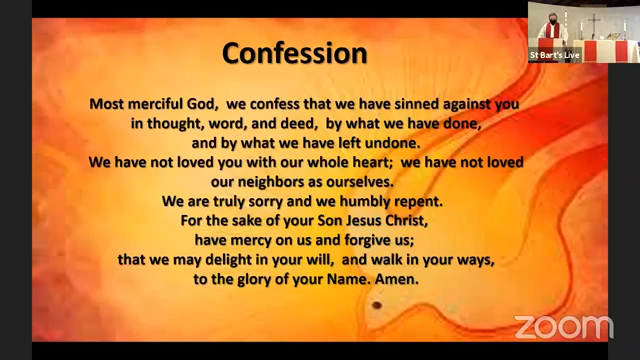 Confession
Most merciful God, we confess that we have sinned against you
in thought, word, and deed, by what we have done,
and by what we have left undone.
We have not loved you with our whole heart; we have not loved
our neighbors as ourselves.
We are truly sorry and we humbly repent.
For the sake of your Son Jesus Christ,
have mercy on us and forgive us;
that we may delight in your will, and walk in your ways,
to the glory of your Name. Amen.
St Bart's Live
zoom